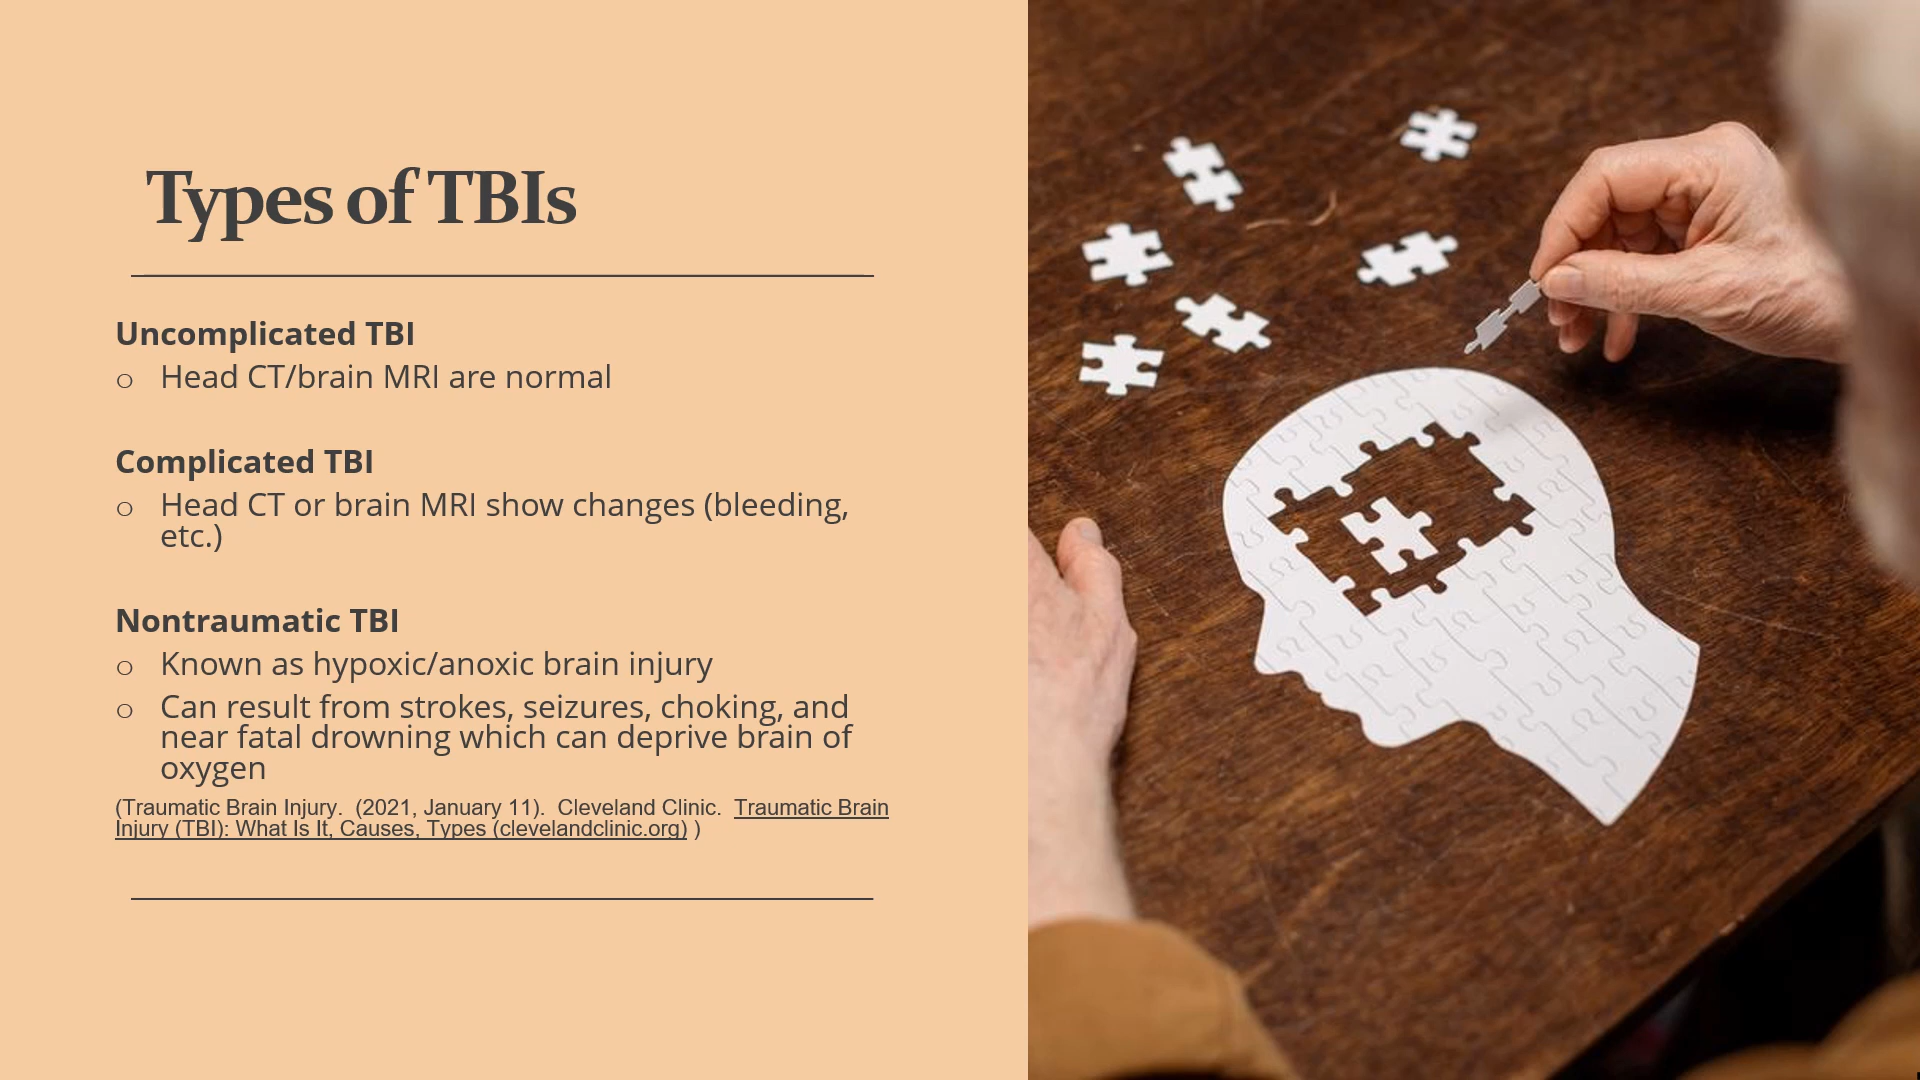 Types of TBIs
Uncomplicated TBI
o Head CT/brain MRI are normal
Complicated TBI
o Head CT or brain MRI show changes (bleeding,
etc.)
Nontraumatic TBI
o Known as hypoxic/anoxic brain injury
o Can result from strokes, seizures, choking, and
near fatal drowning which can deprive brain of
oxygen
(Traumatic Brain Injury.  (2021, January 11).  Cleveland Clinic.  Traumatic Brain
Injury (TBI): What Is It, Causes, Types (clevelandclinic.org) )